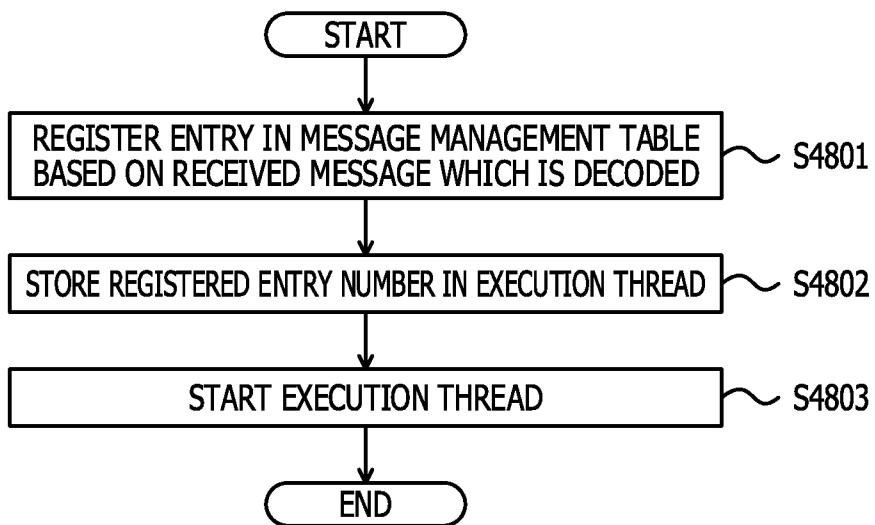 START
REGISTER ENTRY IN MESSAGE MANAGEMENT TABLE
BASED ON RECEIVED MESSAGE WHICH IS DECODED
S4801
STORE REGISTERED ENTRY NUMBER IN EXECUTION THREAD
S4802
START EXECUTION THREAD
S4803
END